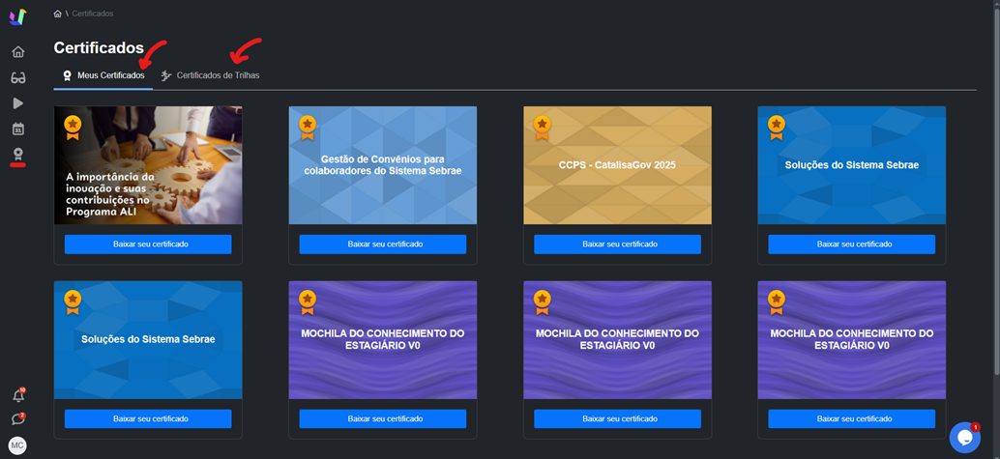 \ Certificados
Certificados
Meus Certificados
Certificados de Trilhas
31
A importância da
inovação e suas
contribuições no
Programa ALI
Baixar seu certificado
Gestão de Convênios para
colaboradores do Sistema Sebrae
Baixar seu certificado
CCPS - CatalisaGov 2025
Baixar seu certificado
Soluções do Sistema Sebrae
Baixar seu certificado
Soluções do Sistema Sebrae
Baixar seu certificado
MOCHILA DO CONHECIMENTO DO
ESTAGIÁRIO V0
Baixar seu certificado
MOCHILA DO CONHECIMENTO DO
ESTAGIÁRIO V0
Baixar seu certificado
MOCHILA DO CONHECIMENTO DO
ESTAGIÁRIO V0
Baixar seu certificado
2
MC
1